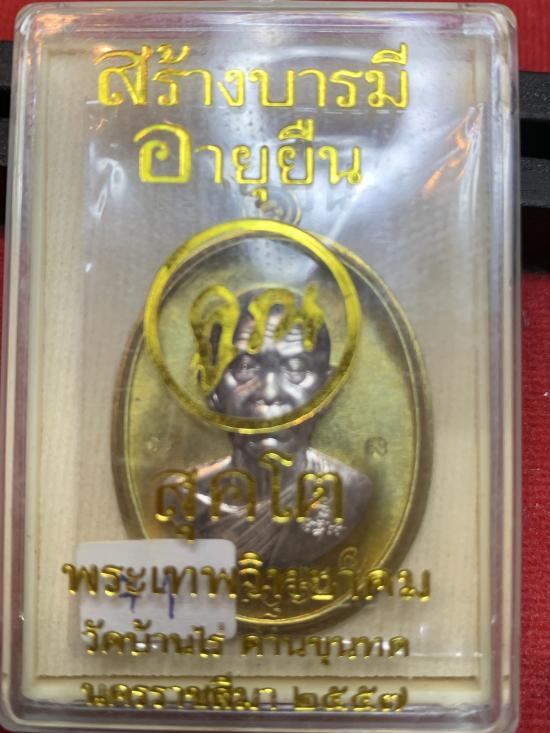 สร้างบารมี
อายุยืน
คูณ
สุคโต
พระเทพวิทยาคม
วัดบ้านไร่ ด่านขุนทด
นครราชสีมา ๒๕๕๗